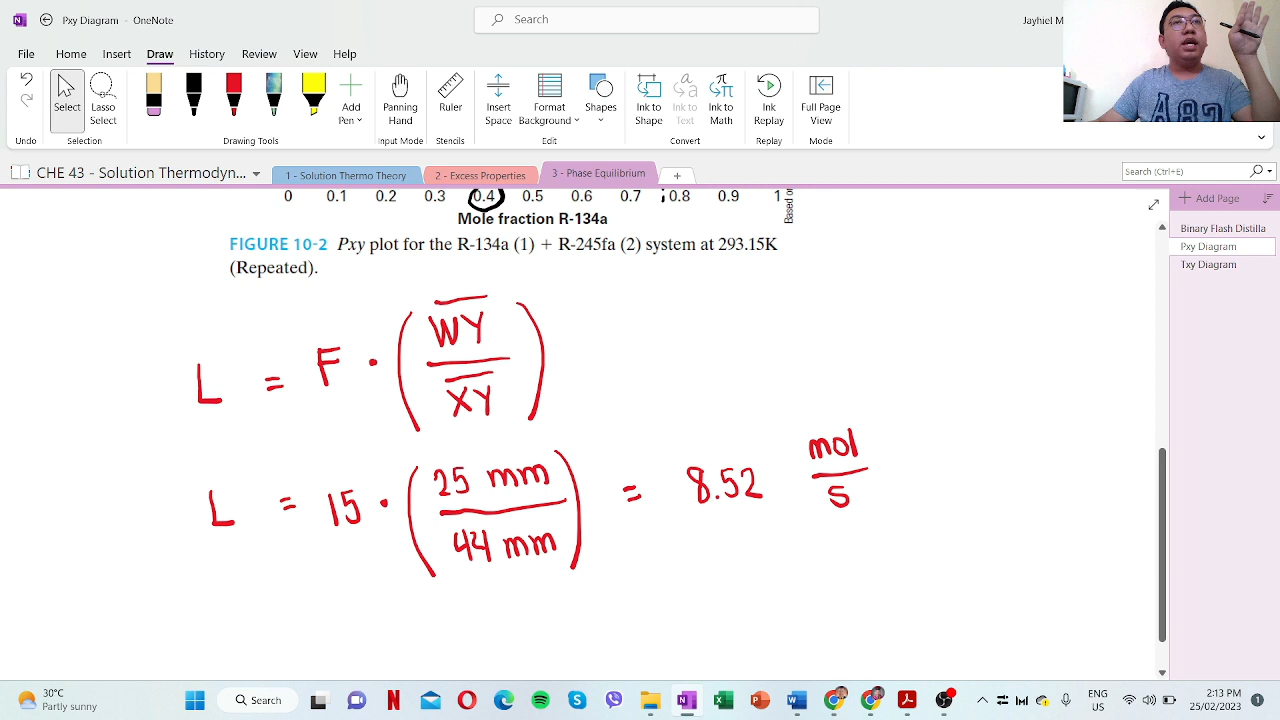 Pxy Diagram - OneNote
Search
Jayhiel M
File Home Insert Draw History Review View Help
Undo
Select
Lasso Select
Add Pen
Panning Hand
Ruler
Insert Space
Format Background
Shapes
Ink to Shape
Ink to Text
Ink to Math
Ink Replay
Full Page View
Undo Selection Drawing Tools Input Mode Stencils Edit Convert Replay Mode
A87
CHE 43 - Solution Thermodyn...
1 - Solution Thermo Theory
2 - Excess Properties
3 - Phase Equilibrium
+
Search (Ctrl+E)
Add Page
Binary Flash Distilla
Pxy Diagram
Txy Diagram
0 0.1 0.2 0.3 0.4 0.5 0.6 0.7 0.8 0.9 1
Mole fraction R-134a
Based o
FIGURE 10-2 Pxy plot for the R-134a (1) + R-245fa (2) system at 293.15K
(Repeated).
L = F · ( WY / XY )
L = 15 · ( 25 mm / 44 mm ) = 8.52 mol / s
30°C
Partly sunny
Search
ENG
US
2:13 PM
25/02/2023
1